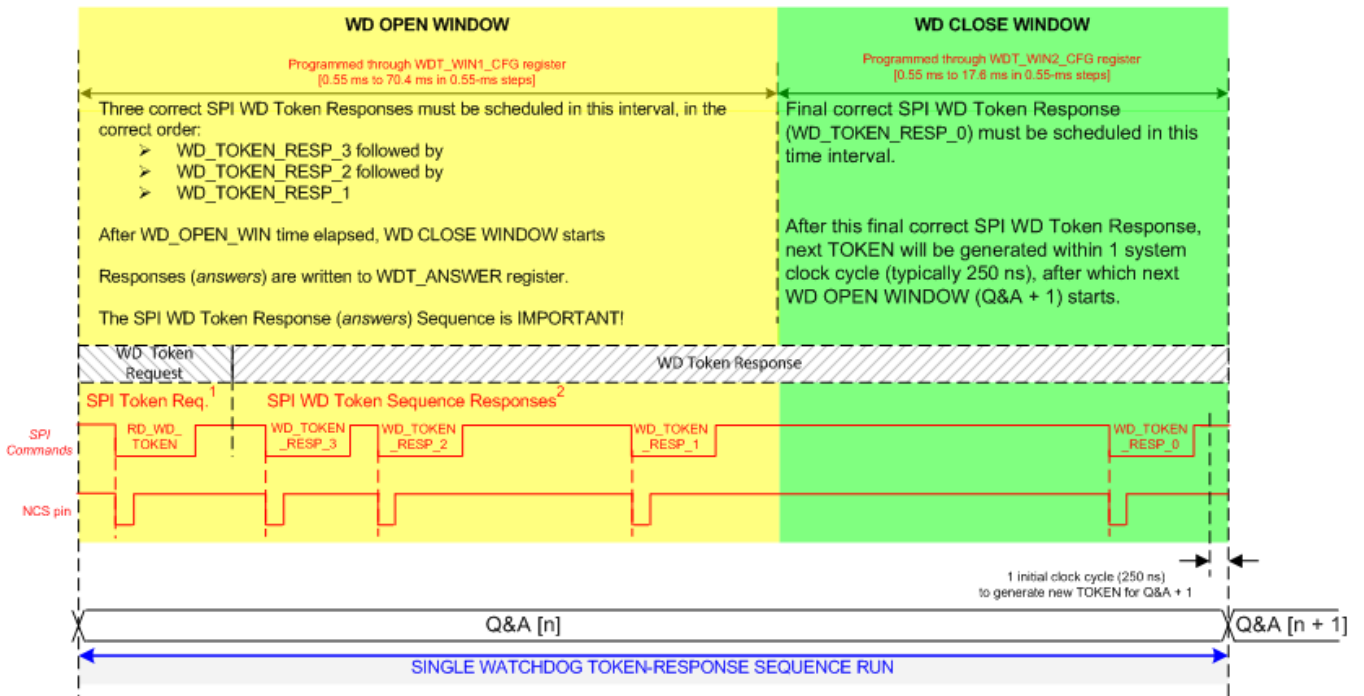 WD OPEN WINDOW
Programmed through WDT_WIN1_CFG register
[0.55 ms to 70.4 ms in 0.55-ms steps]
Three correct SPI WD Token Responses must be scheduled in this interval, in the
correct order:
➢ WD_TOKEN_RESP_3 followed by
➢ WD_TOKEN_RESP_2 followed by
➢ WD_TOKEN_RESP_1
After WD_OPEN_WIN time elapsed, WD CLOSE WINDOW starts
Responses (answers) are written to WDT_ANSWER register.
The SPI WD Token Response (answers) Sequence is IMPORTANT!
WD CLOSE WINDOW
Programmed through WDT_WIN2_CFG register
[0.55 ms to 17.6 ms in 0.55-ms steps]
Final correct SPI WD Token Response
(WD_TOKEN_RESP_0) must be scheduled in this
time interval.
After this final correct SPI WD Token Response,
next TOKEN will be generated within 1 system
clock cycle (typically 250 ns), after which next
WD OPEN WINDOW (Q&A + 1) starts.
WD Token
Request
WD Token Response
SPI Token Req.1
SPI WD Token Sequence Responses2
SPI
Commands
RD_WD_
TOKEN
WD_TOKEN
_RESP_3
WD_TOKEN
_RESP_2
WD_TOKEN
_RESP_1
WD_TOKEN
_RESP_0
NCS pin
1 initial clock cycle (250 ns)
to generate new TOKEN for Q&A + 1
Q&A [n]
Q&A [n + 1]
SINGLE WATCHDOG TOKEN-RESPONSE SEQUENCE RUN